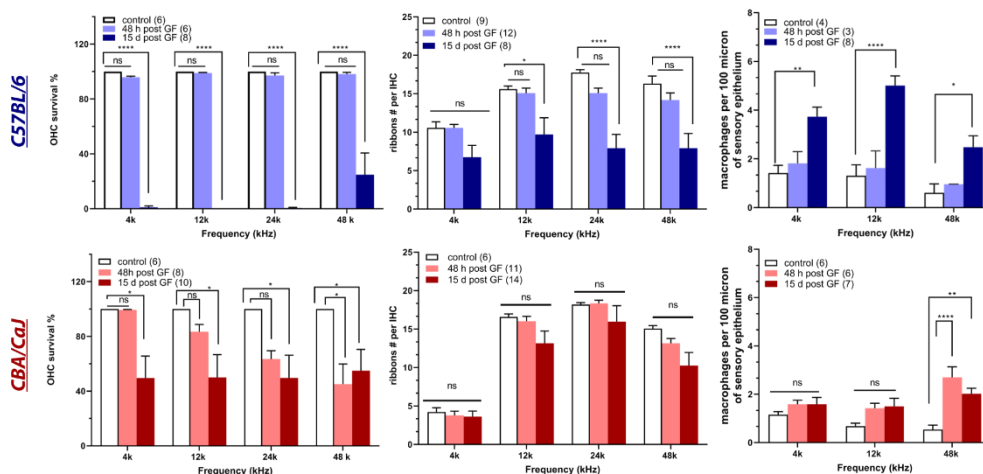 C57BL/6
OHC survival %
control (6)
48 h post GF (6)
15 d post GF (8)
100
80
60
40
20
0
****
ns
****
ns
****
ns
****
ns
4k
12k
24k
48 k
Frequency (kHz)
ribbons # per IHC
control (9)
48 h post GF (12)
15 d post GF (8)
25
20
15
10
5
0
ns
*
ns
****
ns
****
ns
4k
12k
24k
48k
Frequency (kHz)
macrophages per 100 micron
of sensory epithelium
control (4)
48 h post GF (3)
15 d post GF (8)
8
6
4
2
0
**
****
*
4k
12k
48k
Frequency (kHz)
CBA/CaJ
OHC survival %
control (6)
48h post GF (8)
15 d post GF (10)
100
80
60
40
20
0
*
ns
*
ns
*
ns
*
*
4k
12k
24k
48 k
Frequency (kHz)
ribbons # per IHC
control (6)
48 h post GF (11)
15 d post GF (14)
25
20
15
10
5
0
ns
ns
ns
ns
4k
12k
24k
48k
Frequency (kHz)
macrophages per 100 micron
of sensory epithelium
control (6)
48 h post GF (6)
15 d post GF (7)
8
6
4
2
0
ns
ns
**
****
4k
12k
48k
Frequency (kHz)